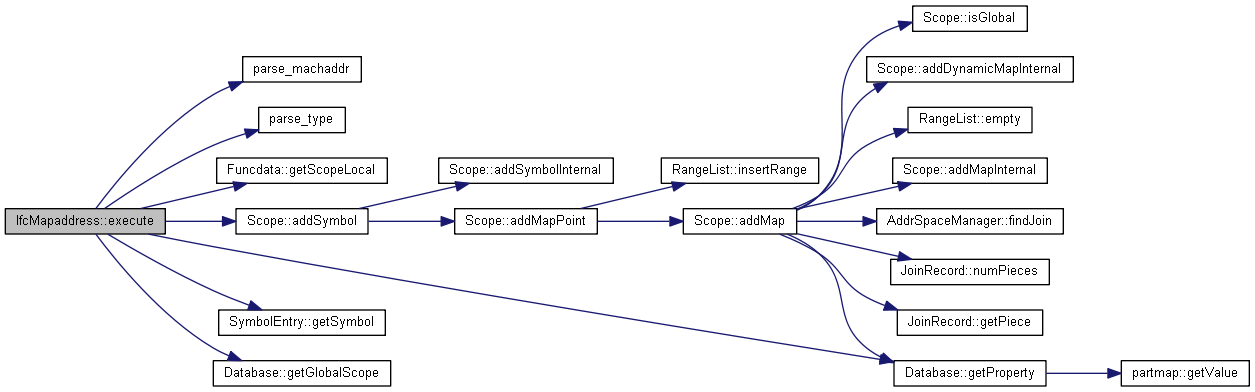 Scope::isGlobal
parse_machaddr
Scope::addDynamicMapInternal
parse_type
RangeList::empty
Funcdata::getScopeLocal
Scope::addSymbolInternal
RangeList::insertRange
Scope::addMapInternal
IfcMapaddress::execute
Scope::addSymbol
Scope::addMapPoint
Scope::addMap
AddrSpaceManager::findJoin
JoinRecord::numPieces
SymbolEntry::getSymbol
JoinRecord::getPiece
Database::getGlobalScope
Database::getProperty
partmap::getValue